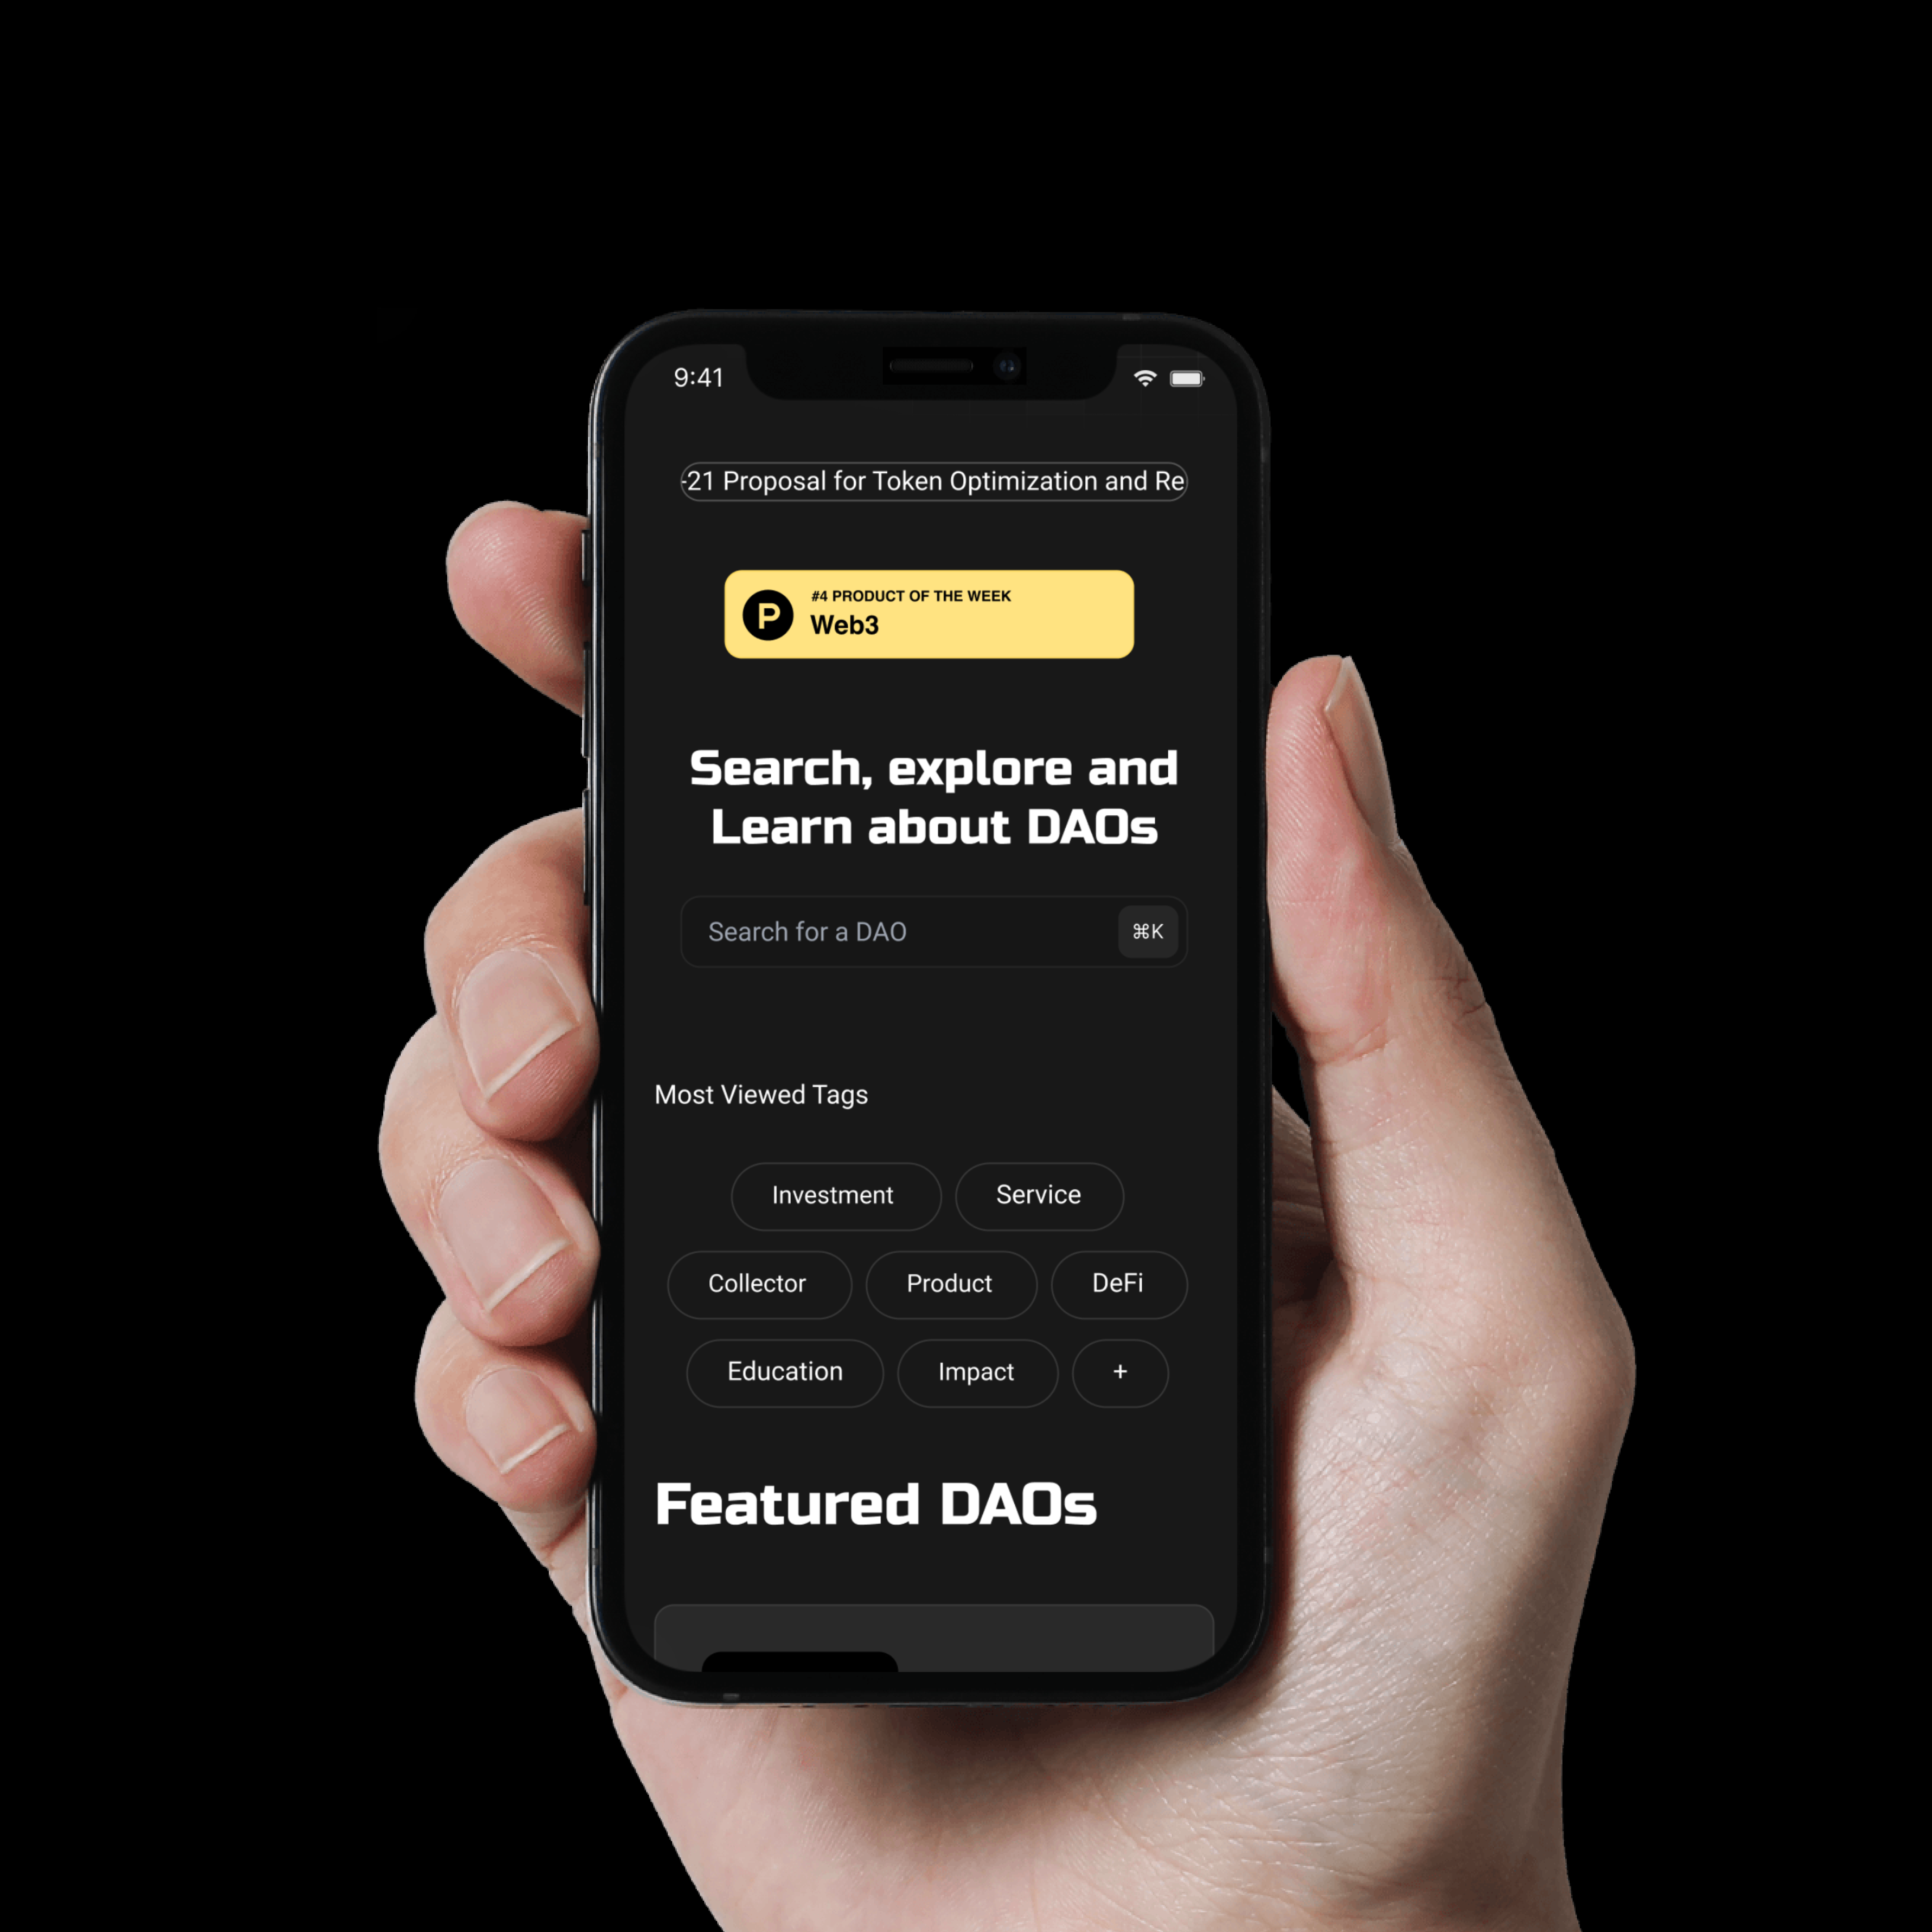 9:41
-21 Proposal for Token Optimization and Re
P
#4 PRODUCT OF THE WEEK
Web3
Search, explore and
Learn about DAOs
Search for a DAO ⌘K
Most Viewed Tags
Investment Service
Collector Product DeFi
Education Impact +
Featured DAOs